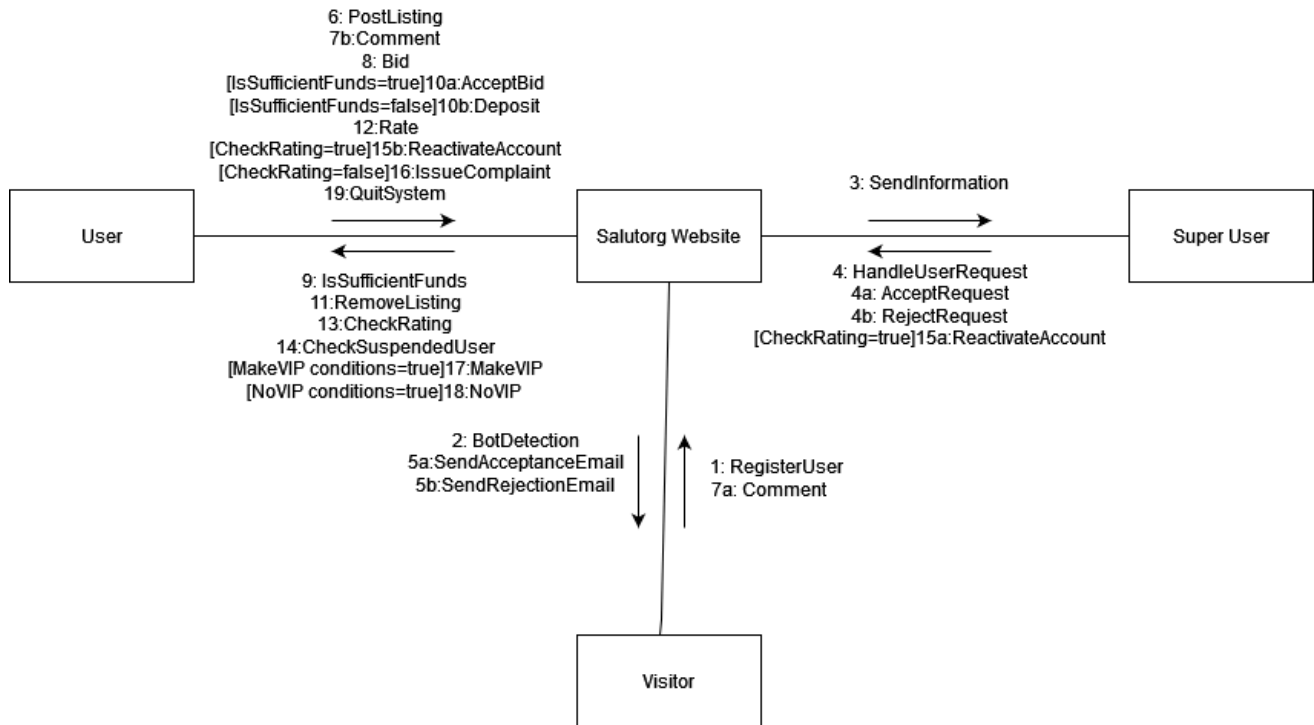 6: PostListing
7b:Comment
8: Bid
[IsSufficientFunds=true]10a:AcceptBid
[IsSufficientFunds=false]10b:Deposit
12:Rate
[CheckRating=true]15b:ReactivateAccount
[CheckRating=false]16:IssueComplaint
19:QuitSystem
3: SendInformation
User
Salutorg Website
Super User
9: IsSufficientFunds
11:RemoveListing
13:CheckRating
14:CheckSuspendedUser
[MakeVIP conditions=true]17:MakeVIP
[NoVIP conditions=true]18:NoVIP
4: HandleUserRequest
4a: AcceptRequest
4b: RejectRequest
[CheckRating=true]15a:ReactivateAccount
2: BotDetection
5a:SendAcceptanceEmail
5b:SendRejectionEmail
1: RegisterUser
7a: Comment
Visitor